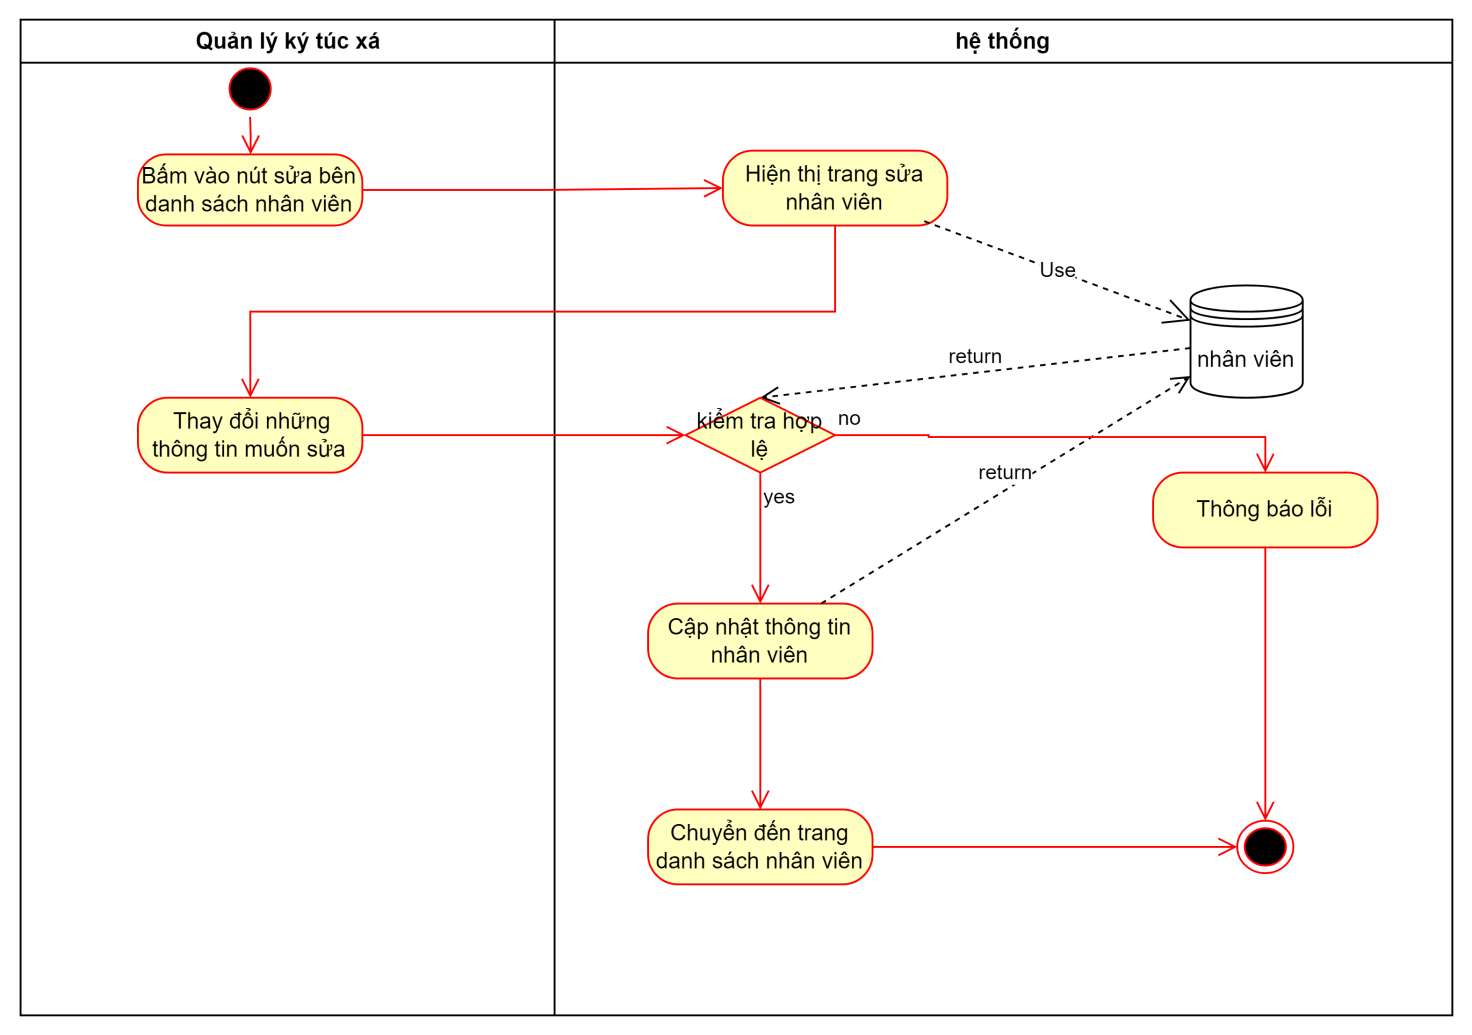 Quản lý ký túc xá
hệ thống
Bấm vào nút sửa bên
danh sách nhân viên
Hiện thị trang sửa
nhân viên
Use
nhân viên
return
Thay đổi những
thông tin muốn sửa
kiểm tra hợp
lệ
no
yes
return
Thông báo lỗi
Cập nhật thông tin
nhân viên
Chuyển đến trang
danh sách nhân viên